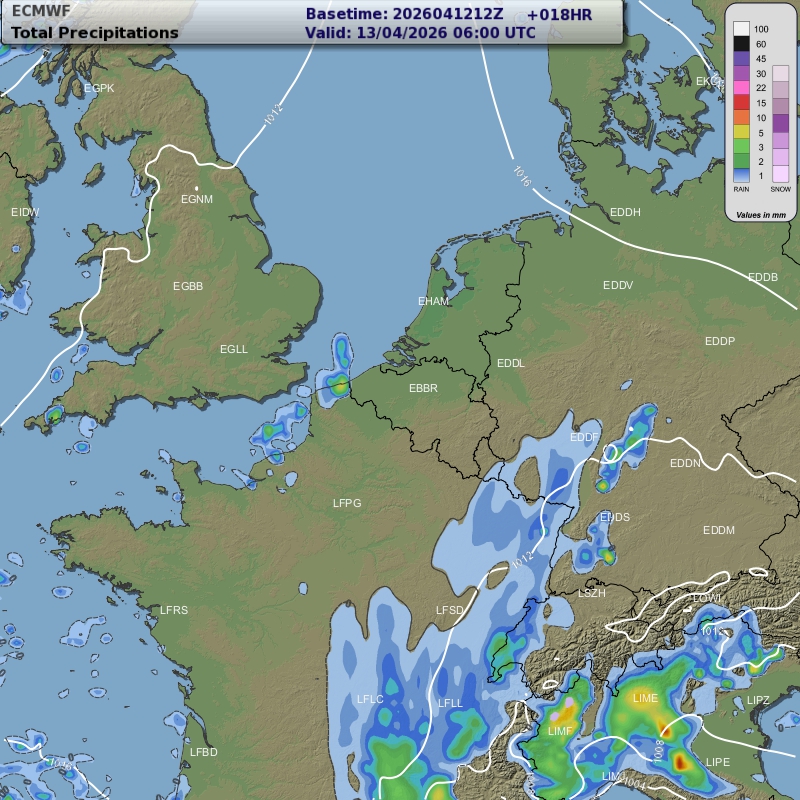 ECMWF
Basetime: 2026041212Z +018HR
Total Precipitations
Valid: 13/04/2026 06:00 UTC
100
60
45
30
22
15
10
5
3
2
1
RAIN
SNOW
Values in mm
EGPK
1012
1016
EIDW
EGNM
EDDH
EGBB
EDDV
EDDB
EHAM
EGLL
EDDP
EDDL
EBBR
EDDF
EDDN
LFPG
EDDS
EDDM
1012
LSZH
LOWI
LFRS
LFSD
LFLC
LFLL
LIME
LIPZ
LIMF
LFBD
1008
LIPE
1004